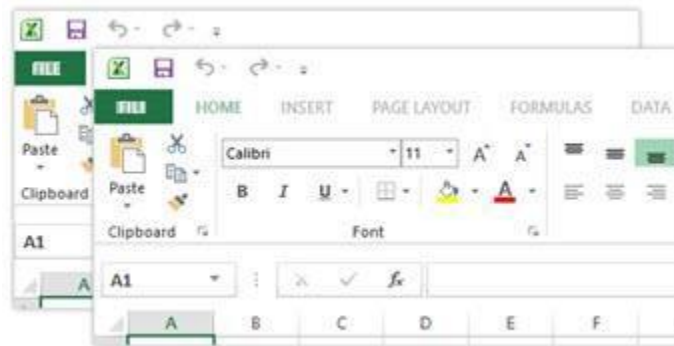 FILE
FILE HOME INSERT PAGE LAYOUT FORMULAS DATA
Paste
Clipboard
A1
A
Calibri 11 A A
Paste B I U A
Clipboard Font
A1 fx
A B C D E F